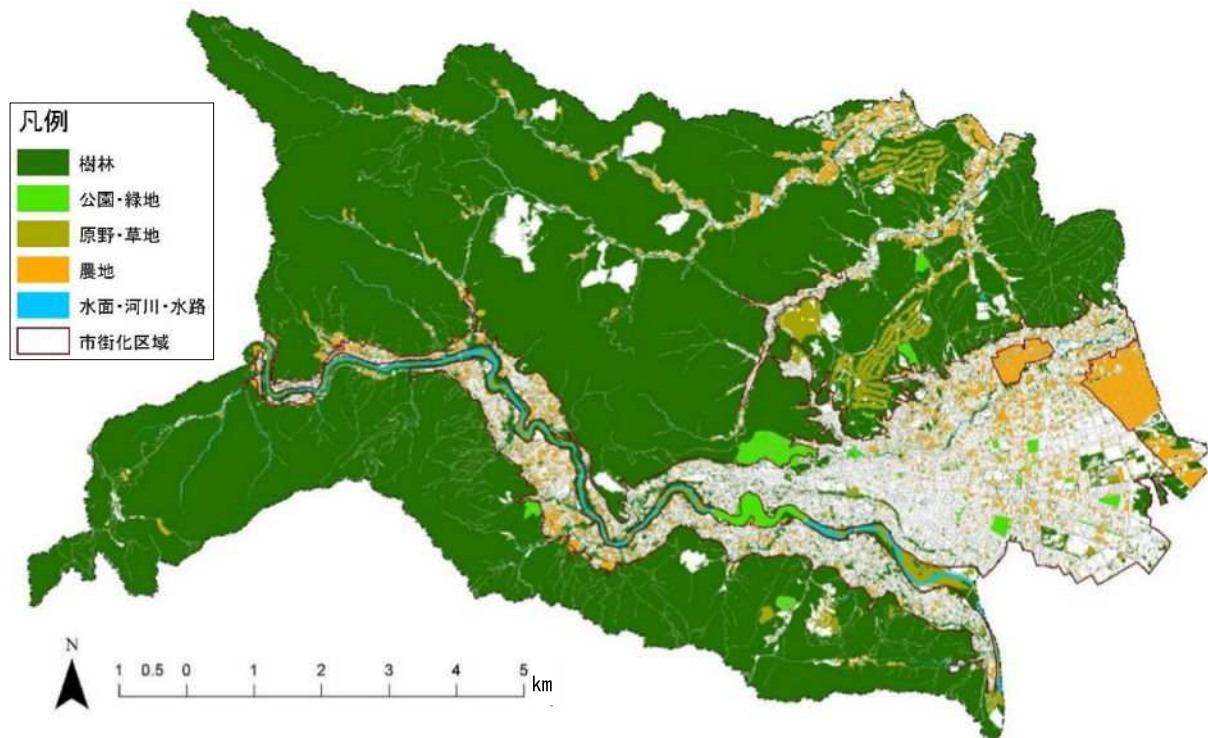 凡例
樹林
公園・緑地
原野・草地
農地
水面・河川・水路
市街化区域
N
1 0.5 0 1 2 3 4 5 km